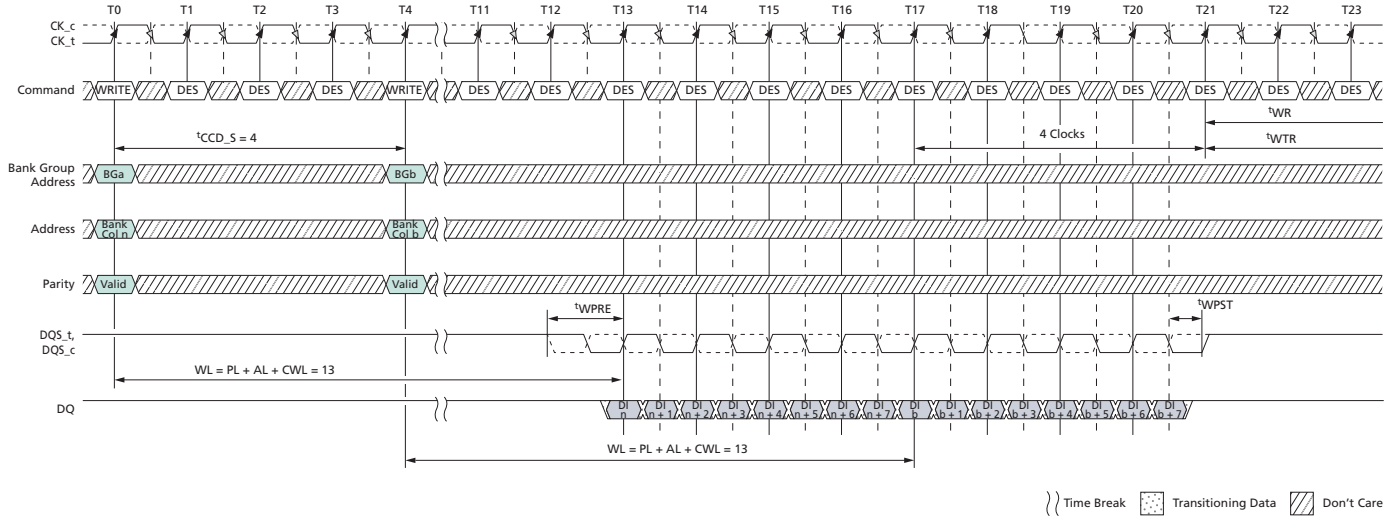 T0 T1 T2 T3 T4 T11 T12 T13 T14 T15 T16 T17 T18 T19 T20 T21 T22 T23
CK_c
CK_t
Command WRITE DES DES DES WRITE DES DES DES DES DES DES DES DES DES DES DES DES DES
tWR
tCCD_S = 4
4 Clocks
tWTR
Bank Group
Address
BGa BGb
Address
Bank
Col n
Bank
Col b
Parity Valid Valid
tWPRE
tWPST
DQS_t,
DQS_c
WL = PL + AL + CWL = 13
DQ
DI
n
DI
n + 1
DI
n + 2
DI
n + 3
DI
n + 4
DI
n + 5
DI
n + 6
DI
n + 7
DI
b
DI
b + 1
DI
b + 2
DI
b + 3
DI
b + 4
DI
b + 5
DI
b + 6
DI
b + 7
WL = PL + AL + CWL = 13
Time Break Transitioning Data Don't Care